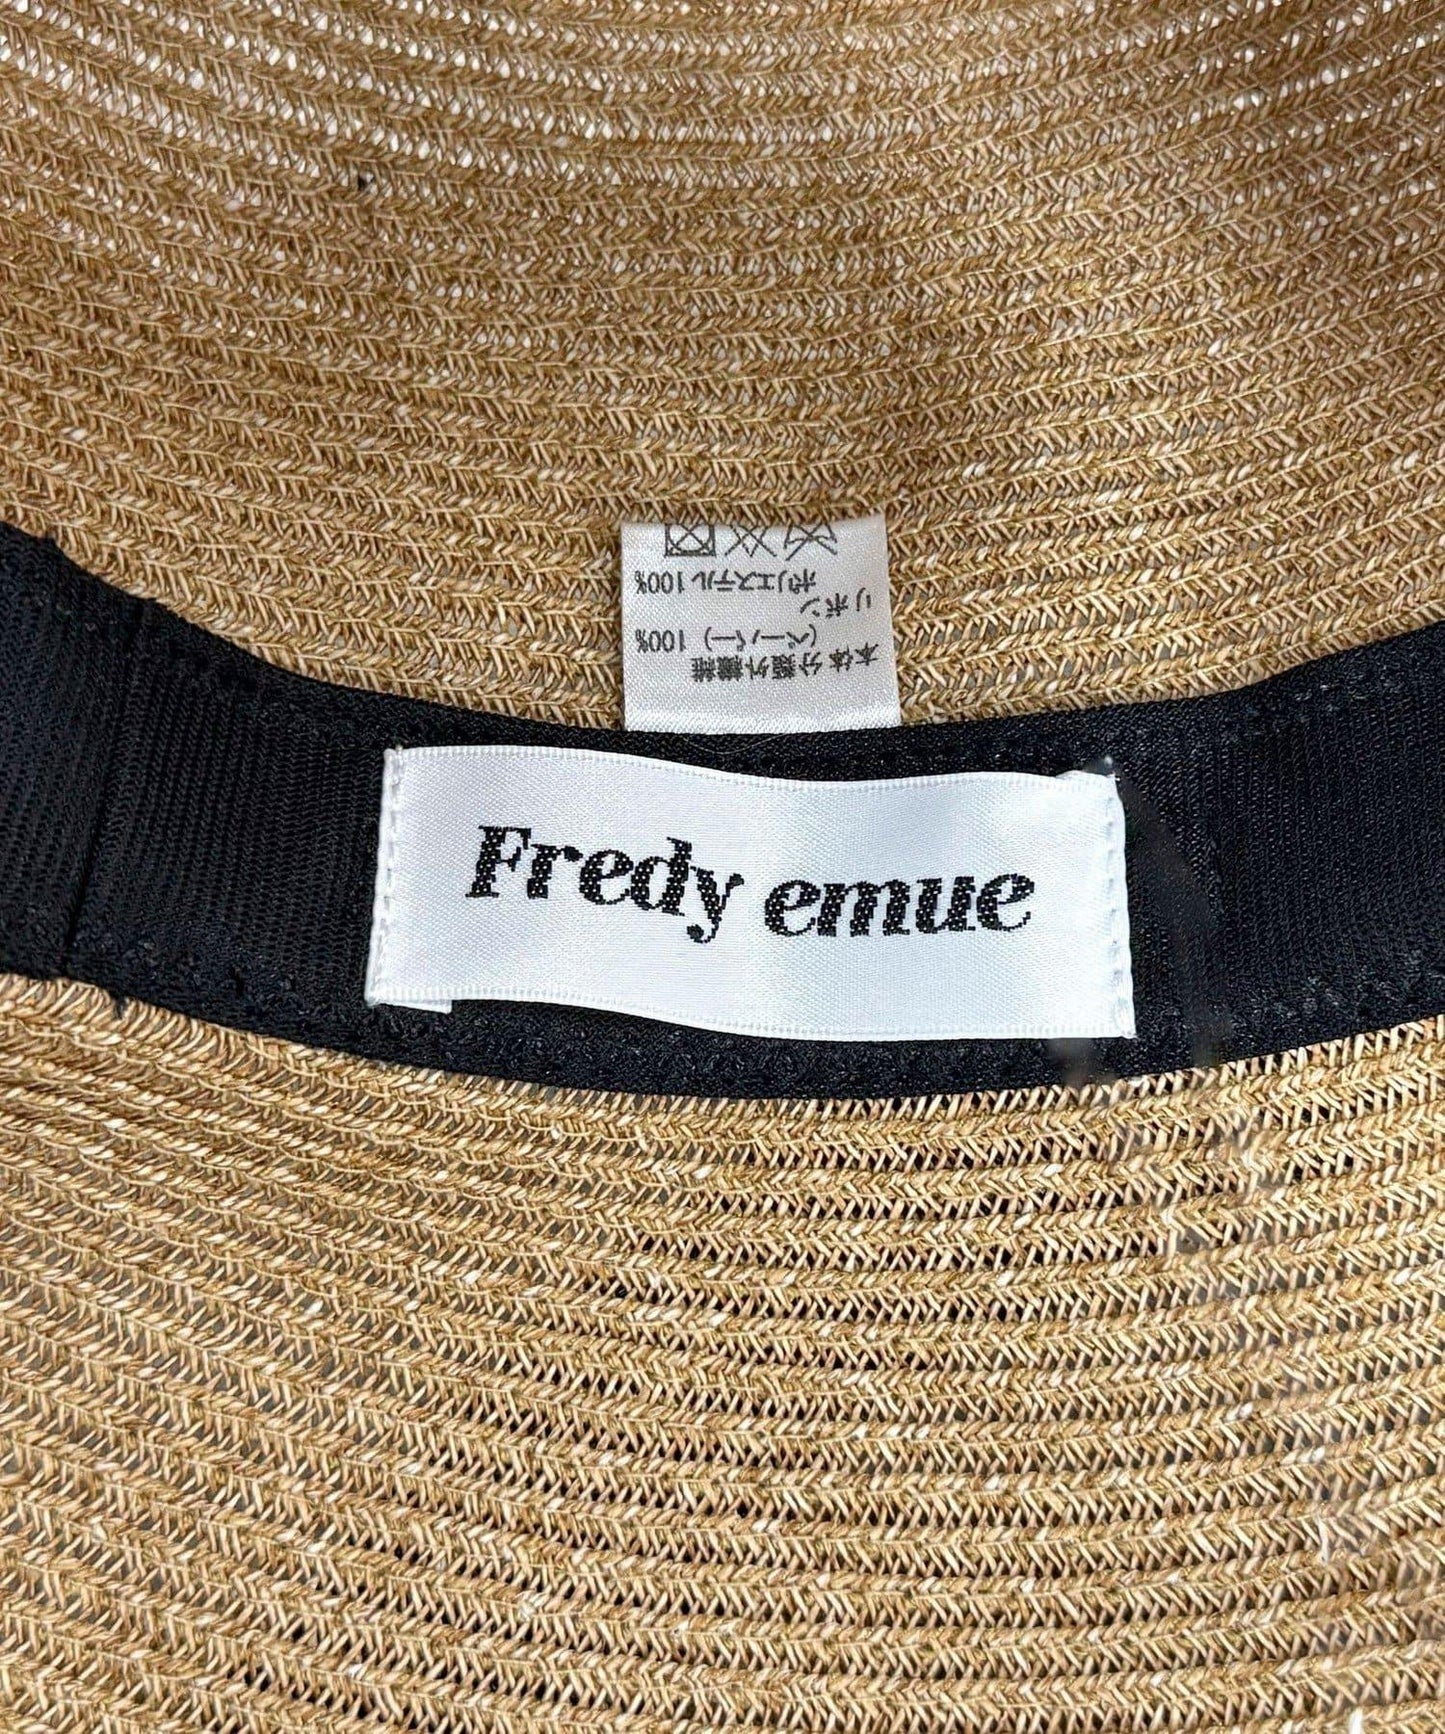 Fredy emue
本体 分類外繊維
(ペーパー) 100%
リボン
ポリエステル 100%